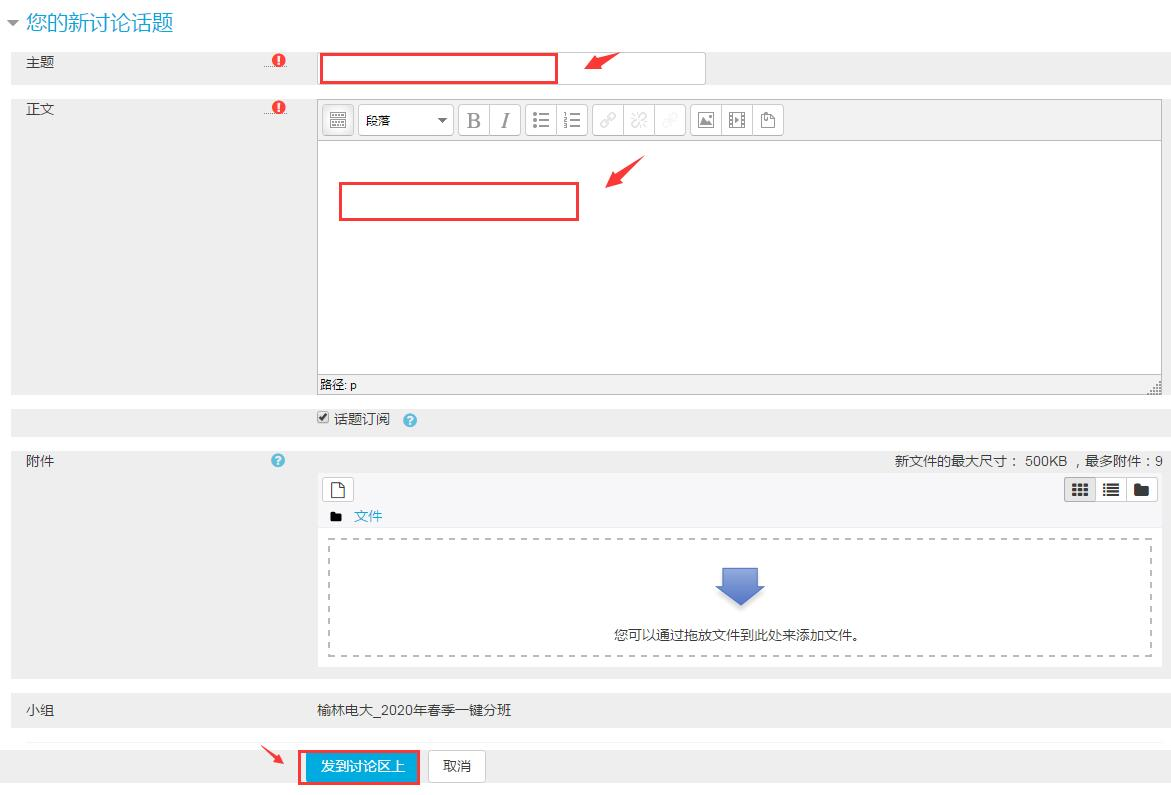 您的新讨论话题
主题
正文
段落 B I
路径: p
话题订阅
附件
新文件的最大尺寸： 500KB ，最多附件：9
文件
您可以通过拖放文件到此处来添加文件。
小组 榆林电大_2020年春季一键分班
发到讨论区上 取消